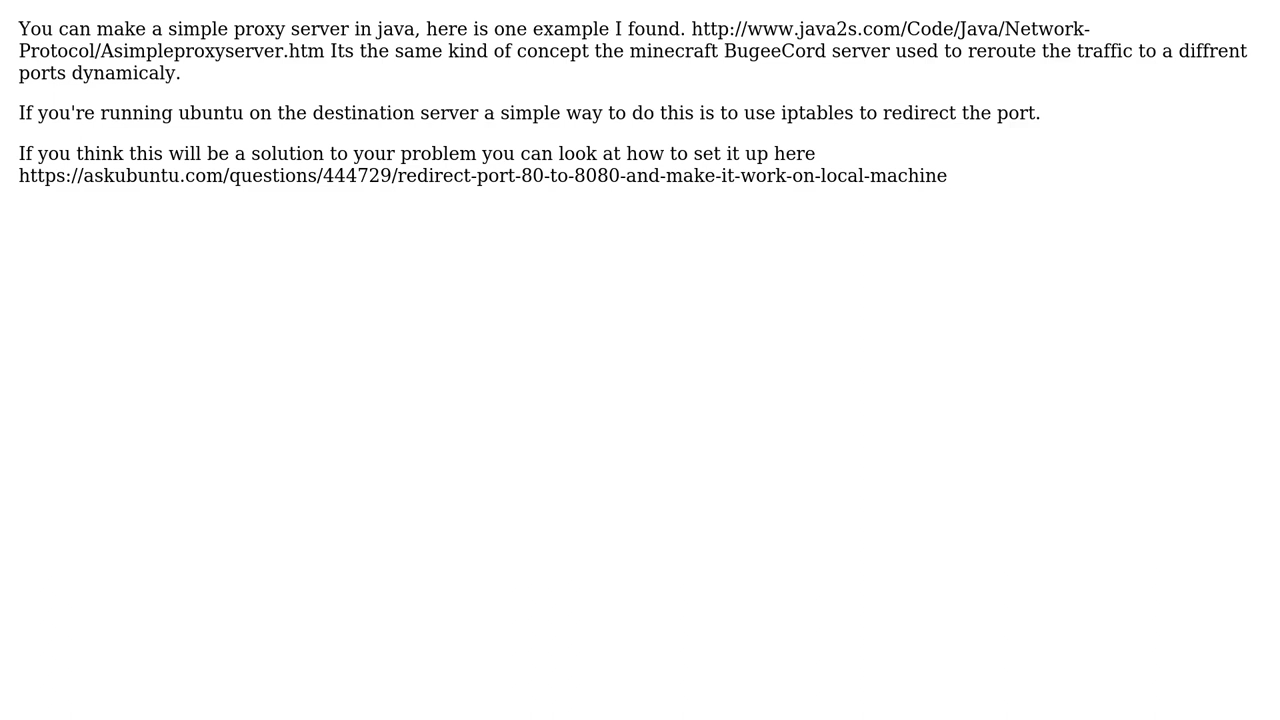 You can make a simple proxy server in java, here is one example I found. http://www.java2s.com/Code/Java/Network-
Protocol/Asimpleproxyserver.htm Its the same kind of concept the minecraft BugeeCord server used to reroute the traffic to a diffrent
ports dynamicaly.
If you're running ubuntu on the destination server a simple way to do this is to use iptables to redirect the port.
If you think this will be a solution to your problem you can look at how to set it up here
https://askubuntu.com/questions/444729/redirect-port-80-to-8080-and-make-it-work-on-local-machine